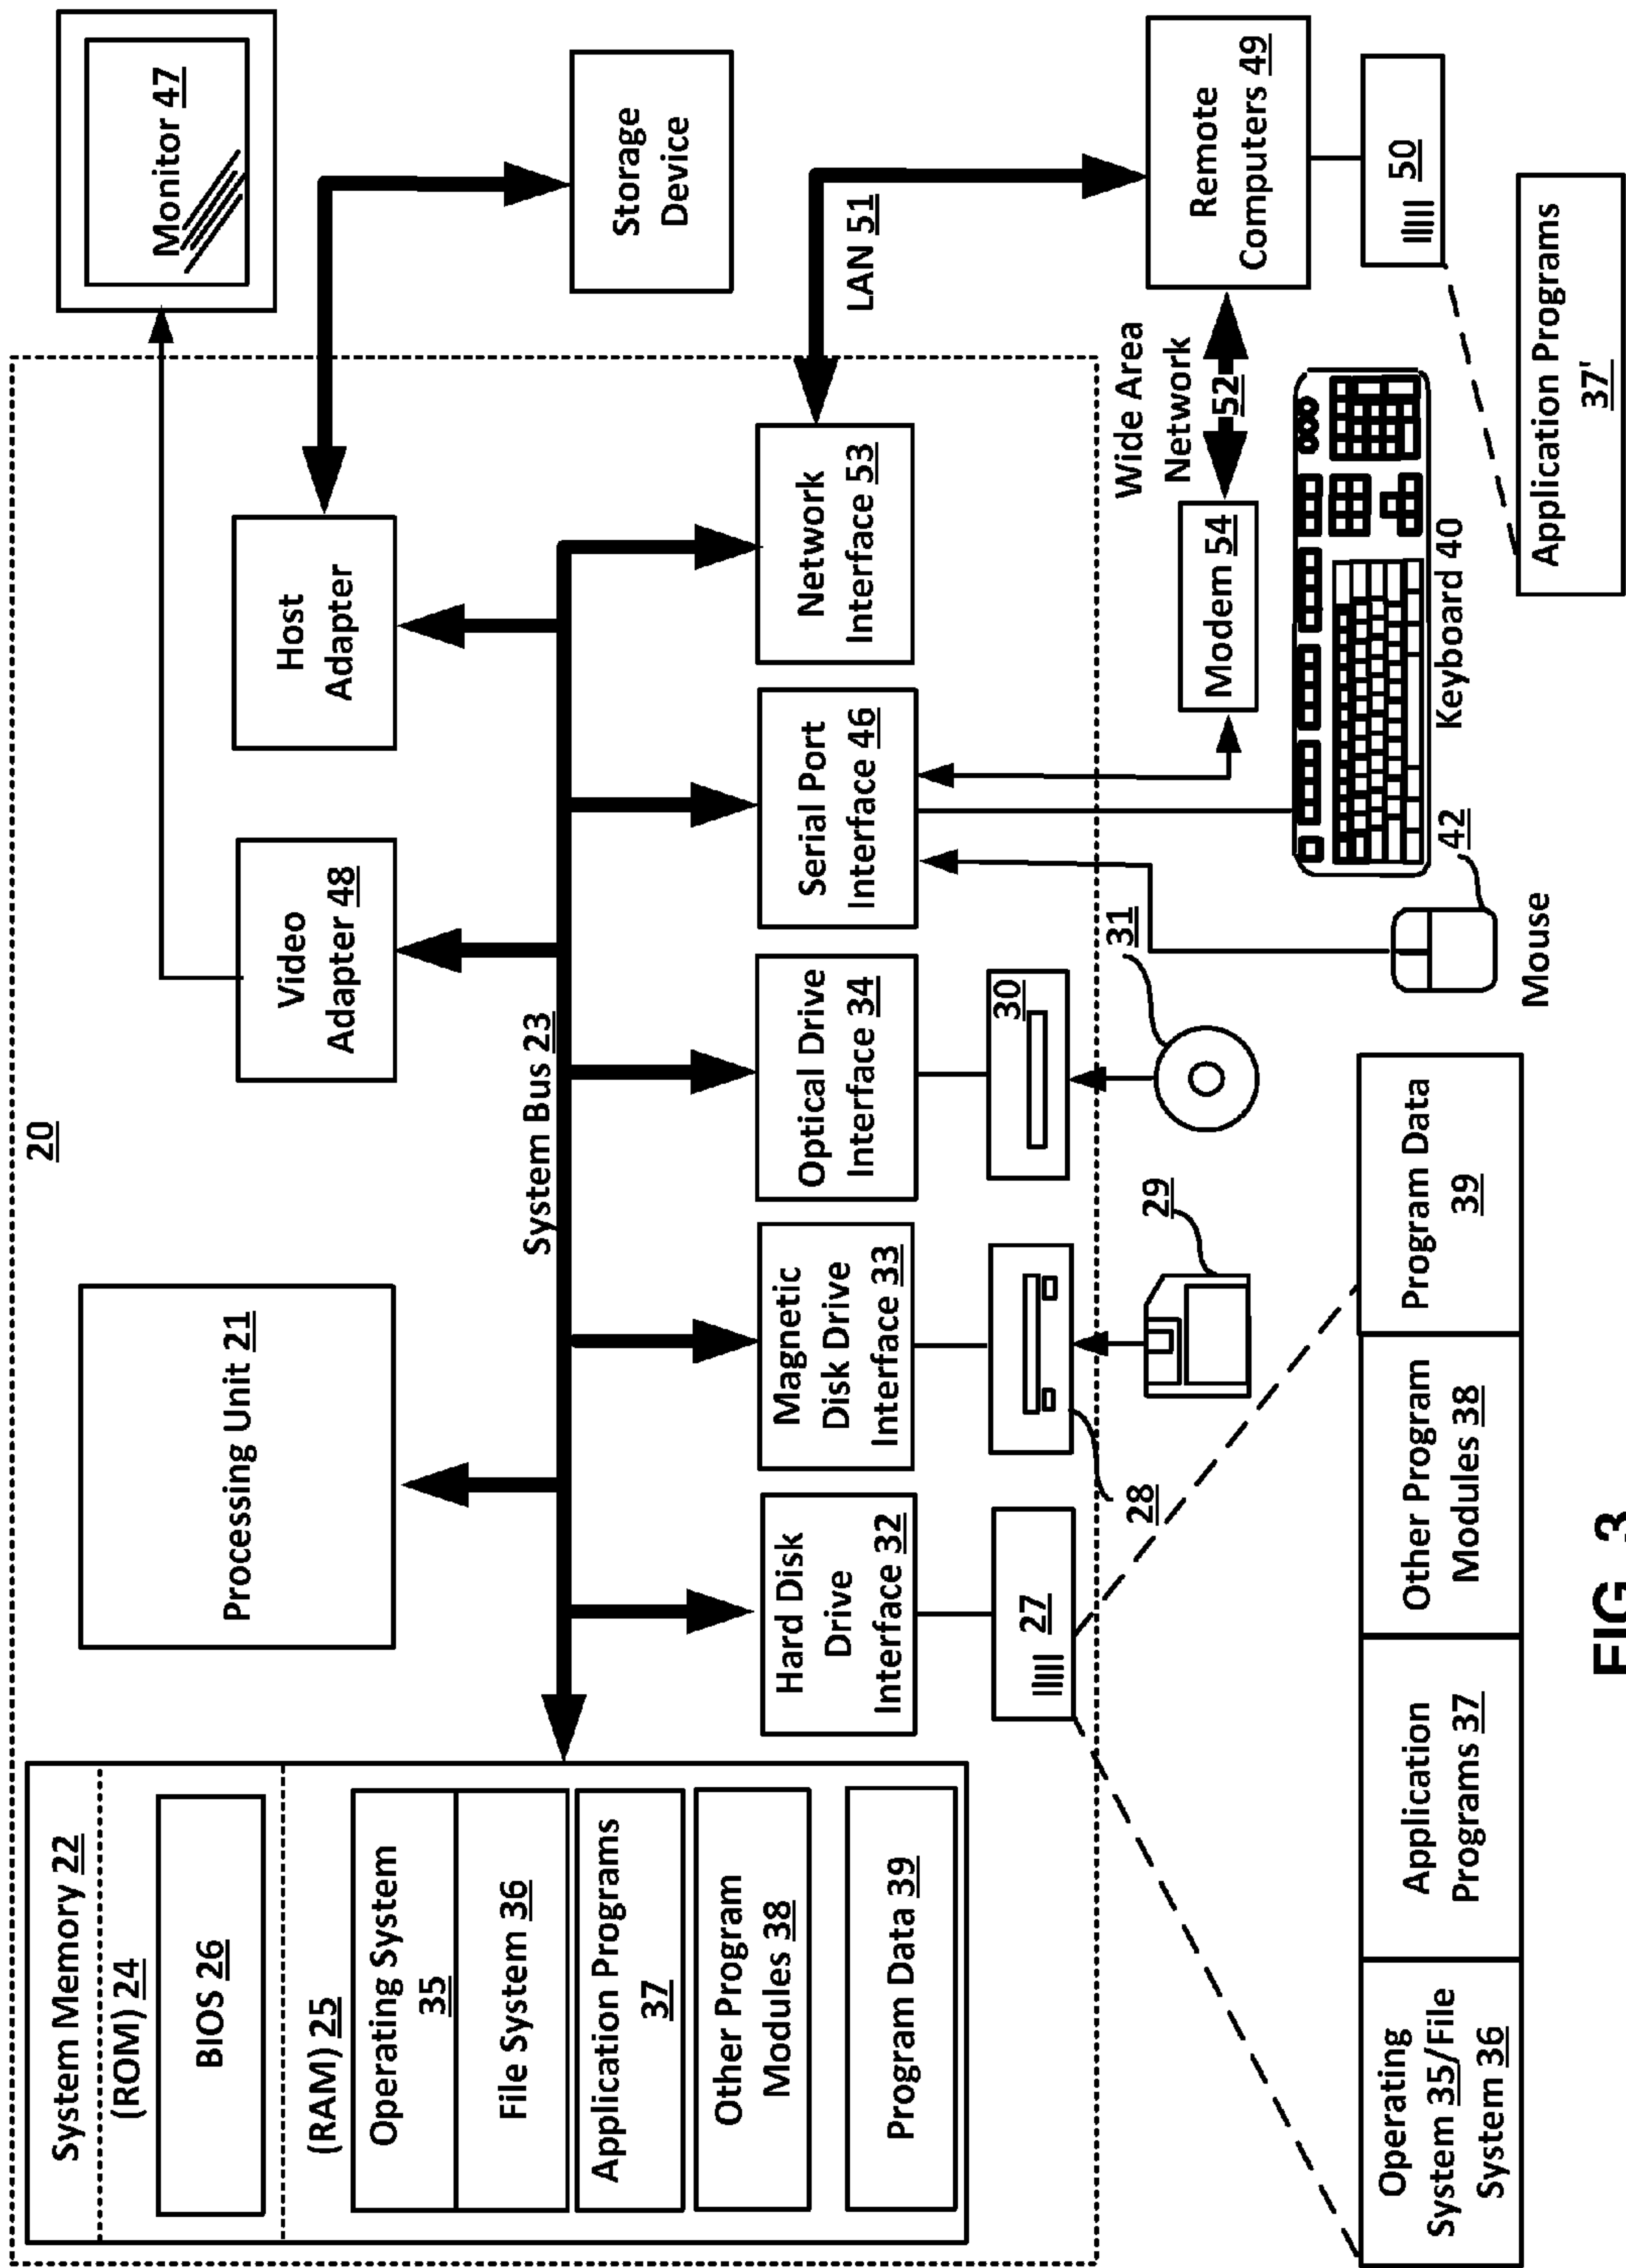 20
System Memory 22
(ROM) 24
BIOS 26
(RAM) 25
Operating System
35
File System 36
Application Programs
37
Other Program
Modules 38
Program Data 39
Processing Unit 21
Video
Adapter 48
Host
Adapter
Monitor 47
Storage
Device
System Bus 23
Hard Disk
Drive
Interface 32
Magnetic
Disk Drive
Interface 33
Optical Drive
Interface 34
Serial Port
Interface 46
Network
Interface 53
LAN 51
27
28
29
30
31
Wide Area
Network
52
Modem 54
Remote
Computers 49
50
Keyboard 40
42
Mouse
Application Programs
37'
Operating
System 35/File
System 36
Application
Programs 37
Other Program
Modules 38
Program Data
39
FIG. 3